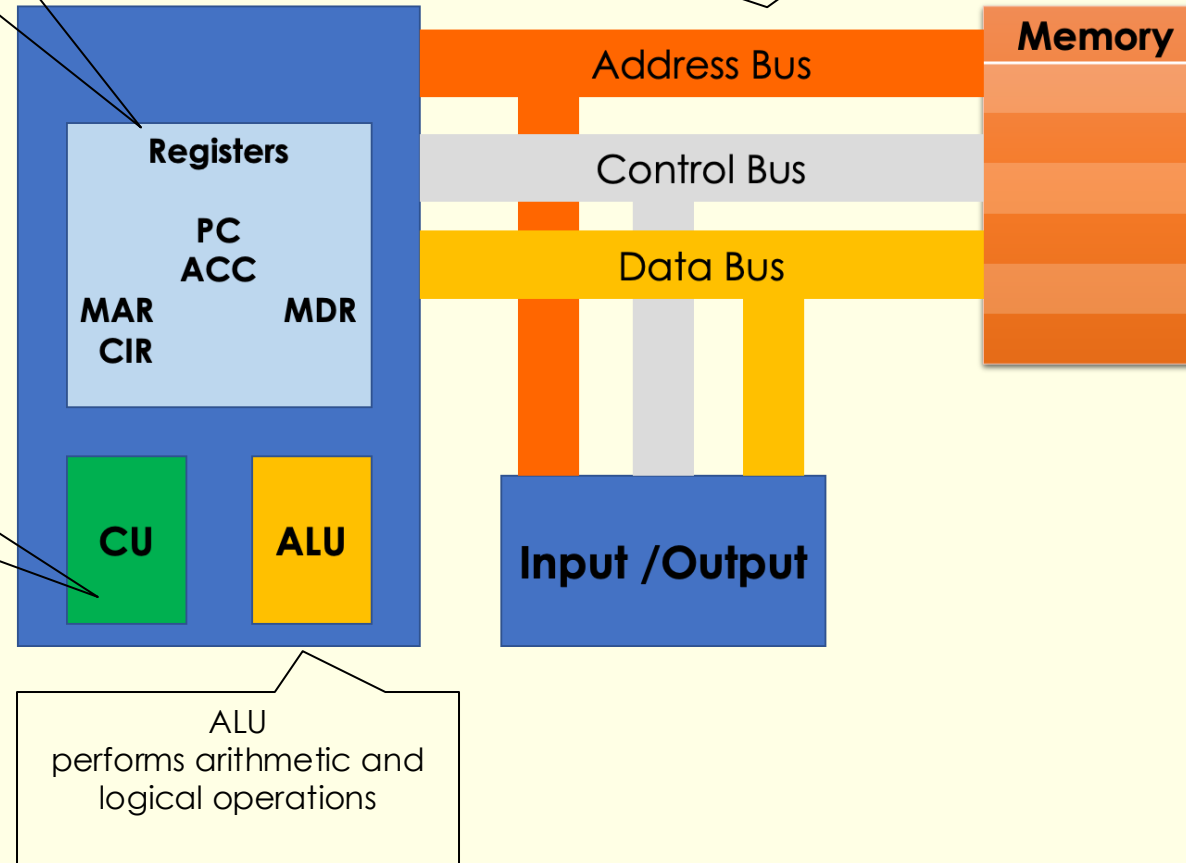 Memory
Address Bus
Registers
Control Bus
PC
ACC
Data Bus
MAR MDR
CIR
CU ALU
Input /Output
ALU
performs arithmetic and
logical operations